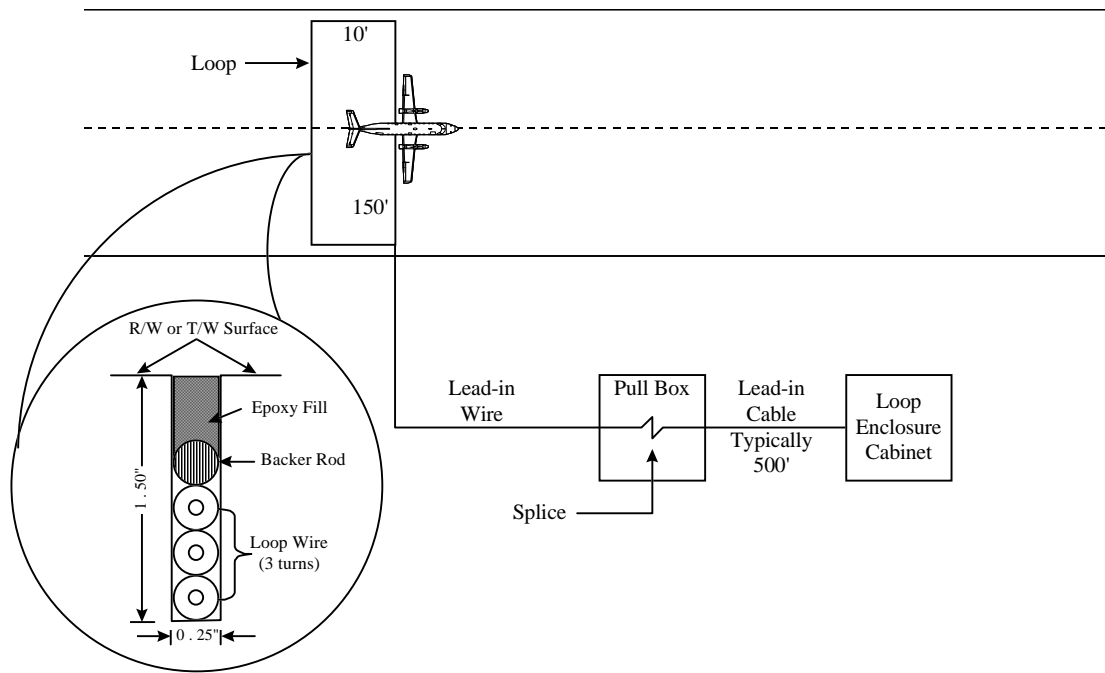 10'
Loop
150'
R/W or T/W Surface
Epoxy Fill
Backer Rod
1 . 50"
Loop Wire
(3 turns)
0 . 25"
Lead-in
Wire
Pull Box
Splice
Lead-in
Cable
Typically
500'
Loop
Enclosure
Cabinet